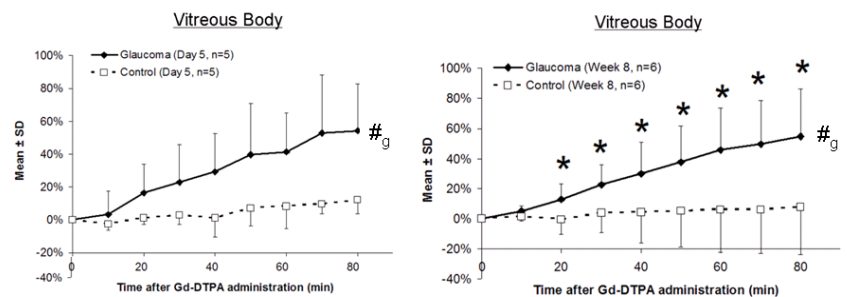 Vitreous Body
100%
80%
60%
40%
20%
0%
-20%
-40%
Mean ± SD
Glaucoma (Day 5, n=5)
Control (Day 5, n=5)
#g
0 20 40 60 80
Time after Gd-DTPA administration (min)
Vitreous Body
100%
80%
60%
40%
20%
0%
-20%
-40%
Mean ± SD
Glaucoma (Week 8, n=6)
Control (Week 8, n=6)
* * * * * * *
#g
0 20 40 60 80
Time after Gd-DTPA administration (min)